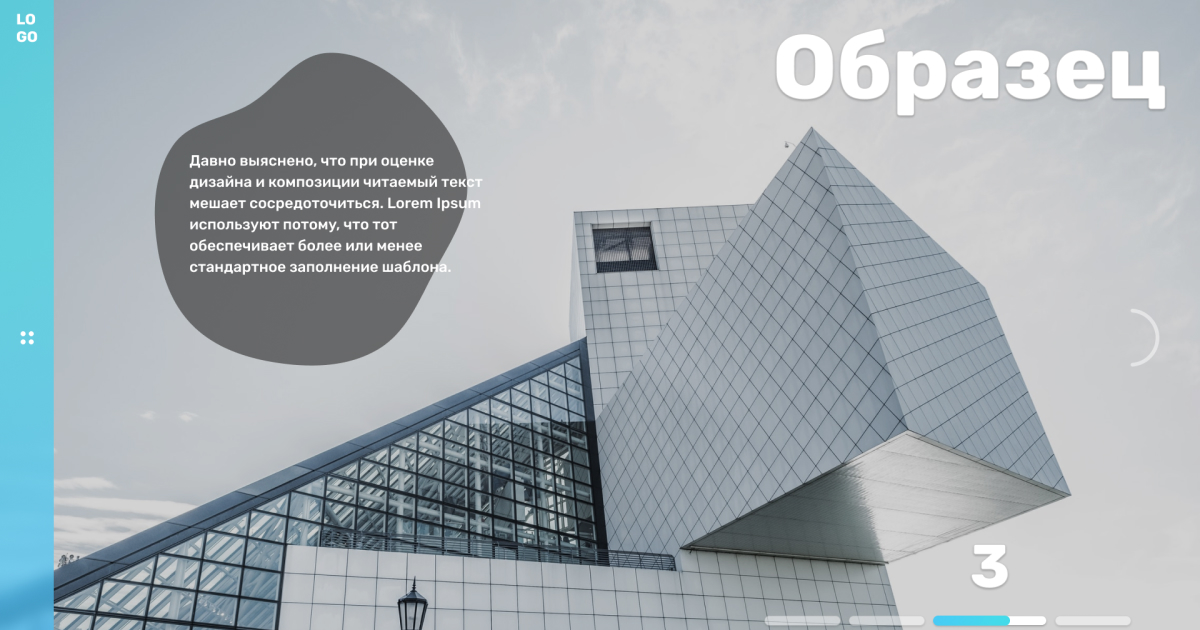 LO
GO
Образец
Давно выяснено, что при оценке
дизайна и композиции читаемый текст
мешает сосредоточиться. Lorem Ipsum
используют потому, что тот
обеспечивает более или менее
стандартное заполнение шаблона.
3